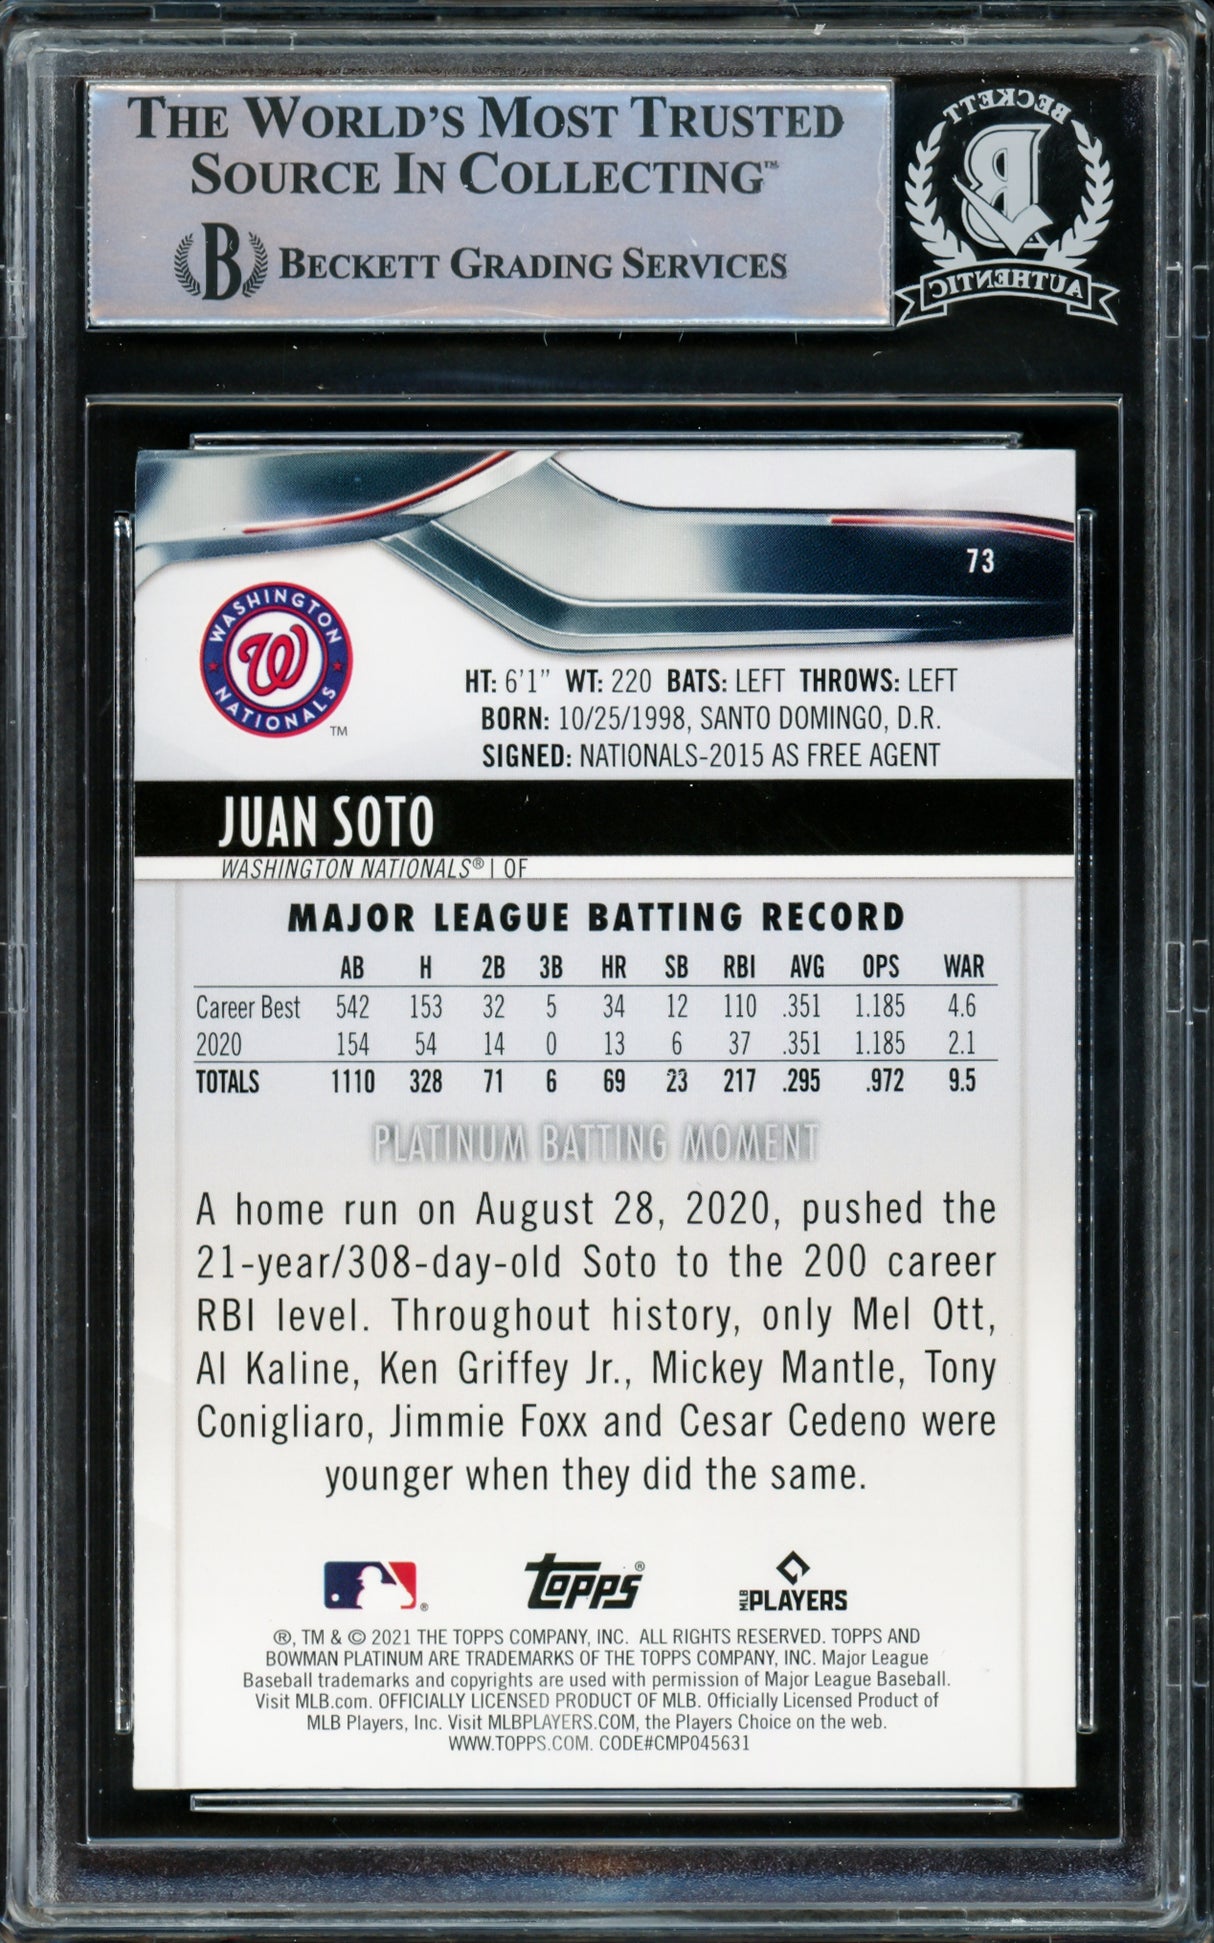 THE WORLD'S MOST TRUSTED
SOURCE IN COLLECTING™
B BECKETT GRADING SERVICES
BECKETT
B
AUTHENTIC
73
WASHINGTON
W
NATIONALS
TM
HT: 6'1" WT: 220 BATS: LEFT THROWS: LEFT
BORN: 10/25/1998, SANTO DOMINGO, D.R.
SIGNED: NATIONALS-2015 AS FREE AGENT
JUAN SOTO
WASHINGTON NATIONALS® | OF
MAJOR LEAGUE BATTING RECORD
AB H 2B 3B HR SB RBI AVG OPS WAR
Career Best 542 153 32 5 34 12 110 .351 1.185 4.6
2020 154 54 14 0 13 6 37 .351 1.185 2.1
TOTALS 1110 328 71 6 69 23 217 .295 .972 9.5
PLATINUM BATTING MOMENT
A home run on August 28, 2020, pushed the
21-year/308-day-old Soto to the 200 career
RBI level. Throughout history, only Mel Ott,
Al Kaline, Ken Griffey Jr., Mickey Mantle, Tony
Conigliaro, Jimmie Foxx and Cesar Cedeno were
younger when they did the same.
® topps® MLB PLAYERS
®, TM & © 2021 THE TOPPS COMPANY, INC. ALL RIGHTS RESERVED. TOPPS AND
BOWMAN PLATINUM ARE TRADEMARKS OF THE TOPPS COMPANY, INC. Major League
Baseball trademarks and copyrights are used with permission of Major League Baseball.
Visit MLB.com. OFFICIALLY LICENSED PRODUCT OF MLB. Officially Licensed Product of
MLB Players, Inc. Visit MLBPLAYERS.COM, the Players Choice on the web.
WWW.TOPPS.COM. CODE#CMP045631